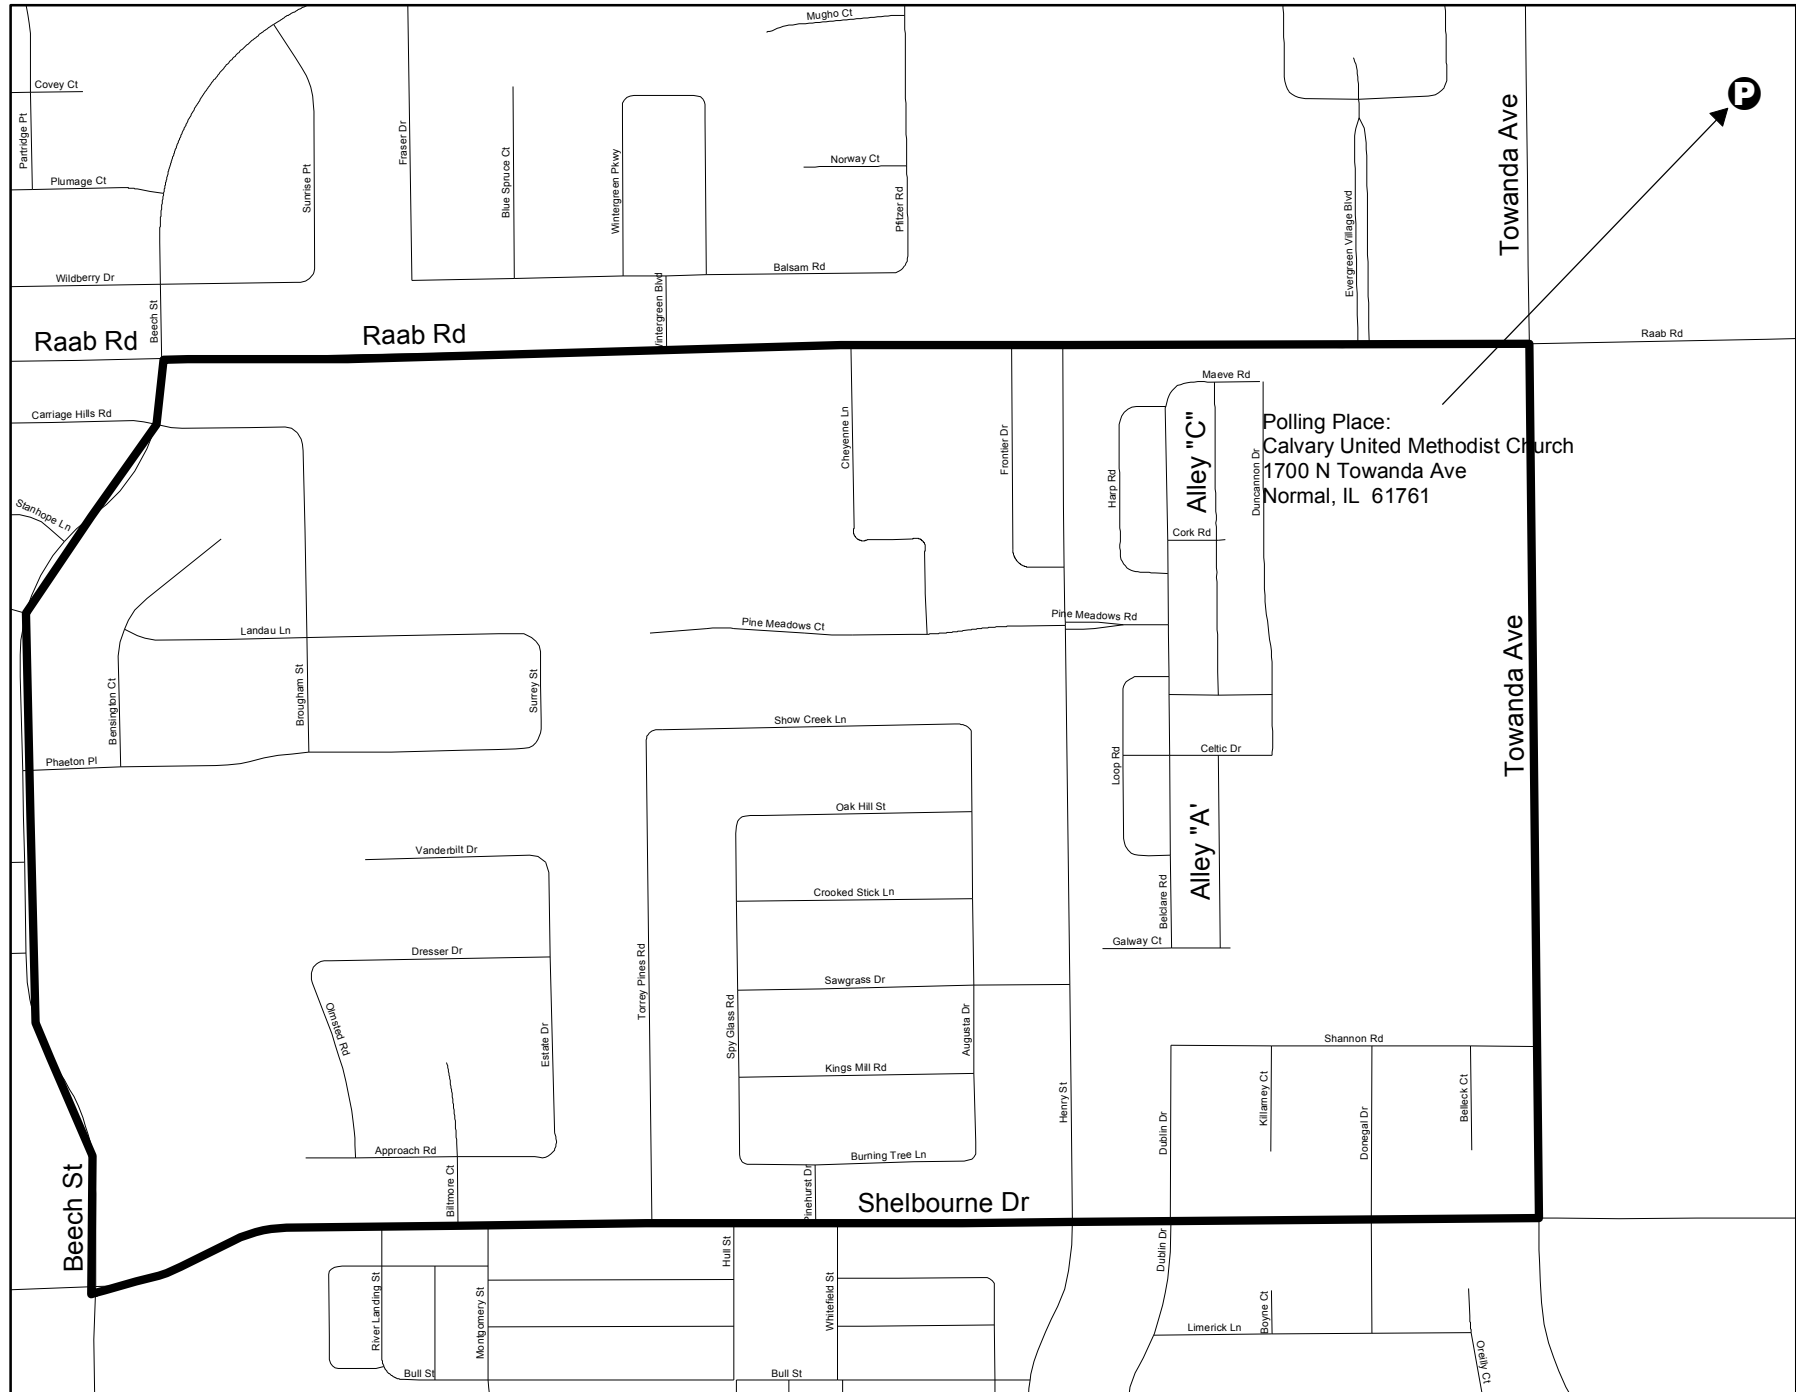 Mugho Ct
Covey Ct
Partridge Pt
Plumage Ct
Sunrise Pt
Fraser Dr
Blue Spruce Ct
Wintergreen Pkwy
Norway Ct
Pfitzer Rd
Evergreen Village Blvd
Towanda Ave
P
Wildberry Dr
Balsam Rd
Beech St
Wintergreen Blvd
Raab Rd
Raab Rd
Raab Rd
Carriage Hills Rd
Stanhope Ln
Cheyenne Ln
Frontier Dr
Harp Rd
Maeve Rd
Alley "C"
Duncannon Dr
Cork Rd
Polling Place:
Calvary United Methodist Church
1700 N Towanda Ave
Normal, IL 61761
Landau Ln
Pine Meadows Ct
Pine Meadows Rd
Bensington Ct
Brougham St
Surrey St
Towanda Ave
Phaeton Pl
Show Creek Ln
Loop Rd
Celtic Dr
Oak Hill St
Alley "A'
Vanderbilt Dr
Crooked Stick Ln
Belclare Rd
Galway Ct
Dresser Dr
Torrey Pines Rd
Sawgrass Dr
Olmsted Rd
Estate Dr
Spy Glass Rd
Augusta Dr
Kings Mill Rd
Shannon Rd
Henry St
Dublin Dr
Killarney Ct
Donegal Dr
Belleck Ct
Approach Rd
Biltmore Ct
Burning Tree Ln
Pinehurst Dr
Shelbourne Dr
Beech St
River Landing St
Montgomery St
Hull St
Whitefield St
Dublin Dr
Boyne Ct
Limerick Ln
Oreilly Ct
Bull St
Bull St